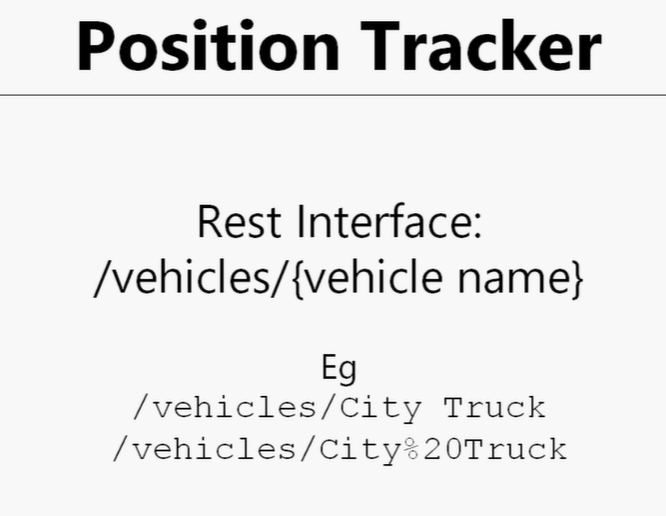 Position Tracker
Rest Interface:
/vehicles/{vehicle name}
Eg
/vehicles/City Truck
/vehicles/City%20Truck